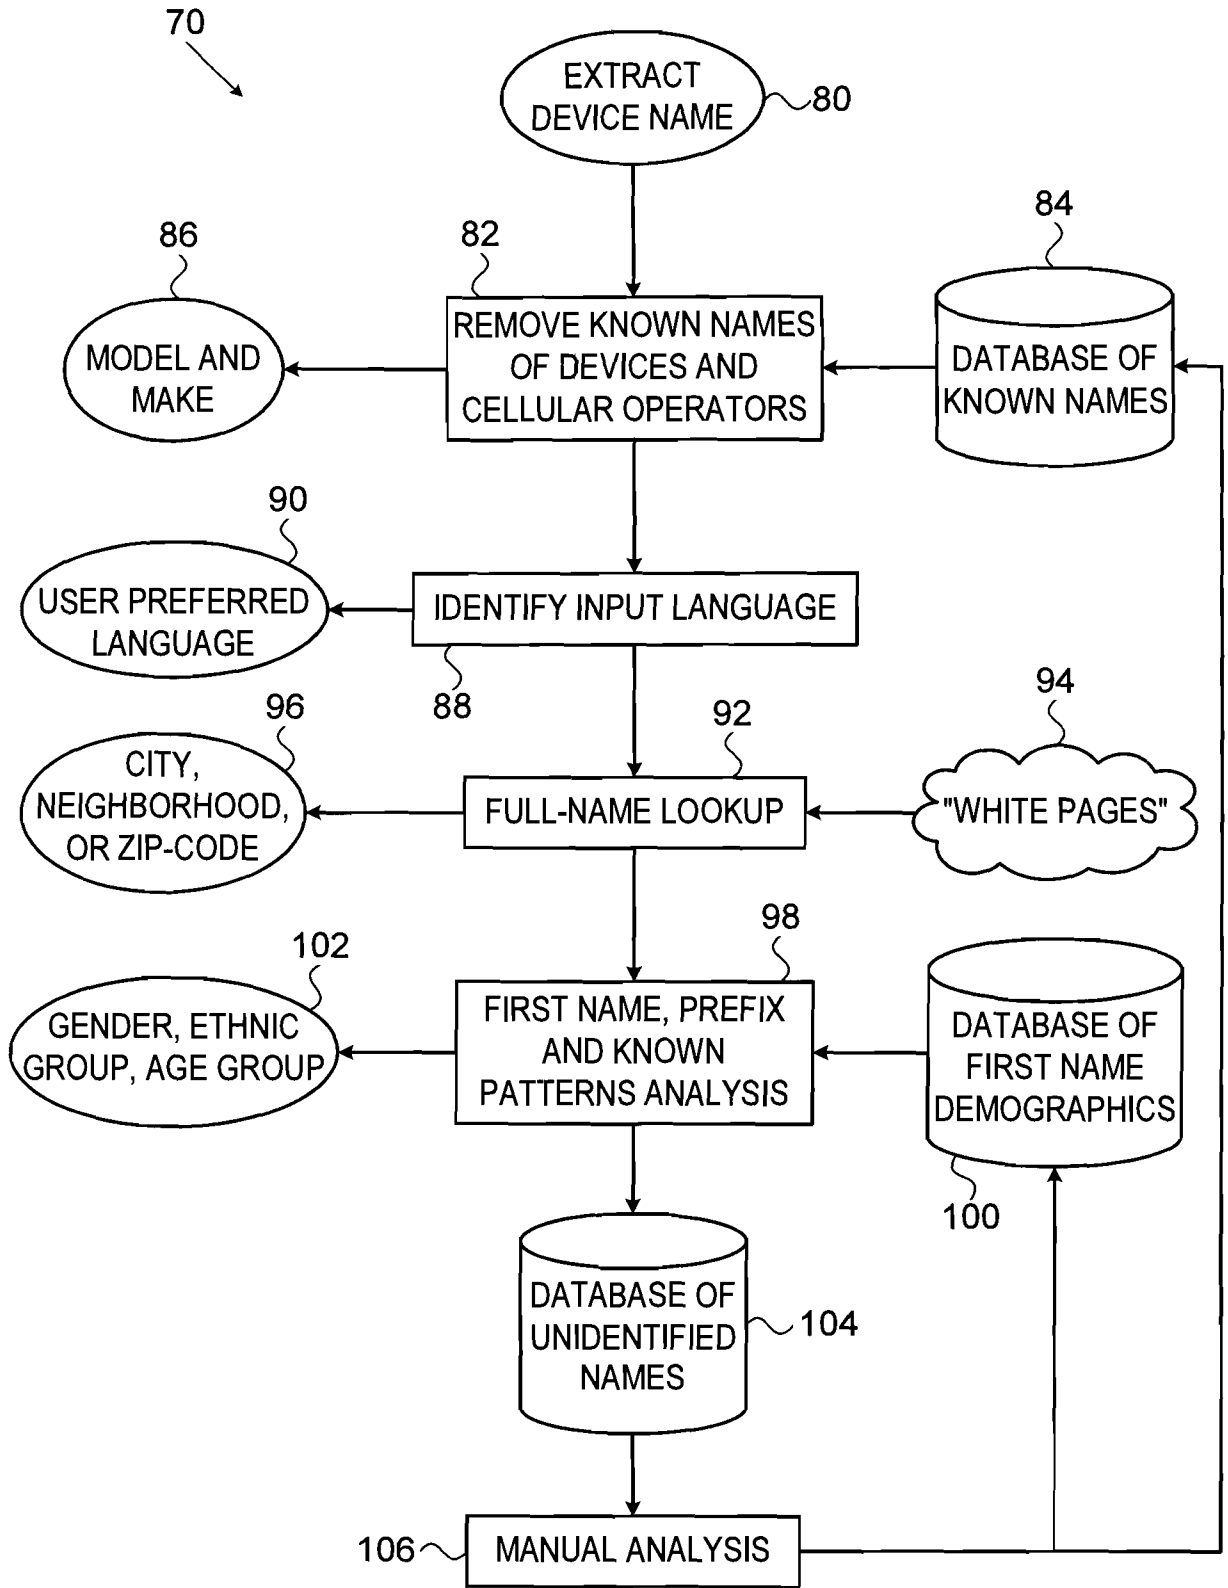 70
EXTRACT
DEVICE NAME
80
86
82
84
MODEL AND
MAKE
REMOVE KNOWN NAMES
OF DEVICES AND
CELLULAR OPERATORS
DATABASE OF
KNOWN NAMES
90
USER PREFERRED
LANGUAGE
IDENTIFY INPUT LANGUAGE
88
96
92
94
CITY,
NEIGHBORHOOD,
OR ZIP-CODE
FULL-NAME LOOKUP
"WHITE PAGES"
102
98
GENDER, ETHNIC
GROUP, AGE GROUP
FIRST NAME, PREFIX
AND KNOWN
PATTERNS ANALYSIS
DATABASE OF
FIRST NAME
DEMOGRAPHICS
100
DATABASE OF
UNIDENTIFIED
NAMES
104
106
MANUAL ANALYSIS